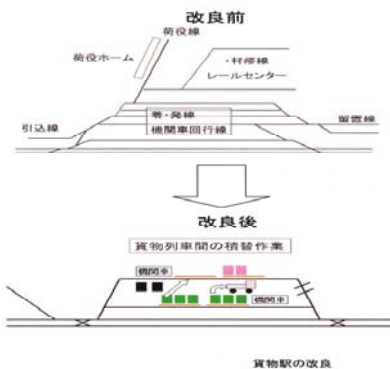 改良前
荷役線
荷役ホーム
・村修線
レールセンター
着・発線
機関車回行線
引込線
留置線
改良後
貨物列車間の積替作業
機関車
機関車
貨物駅の改良